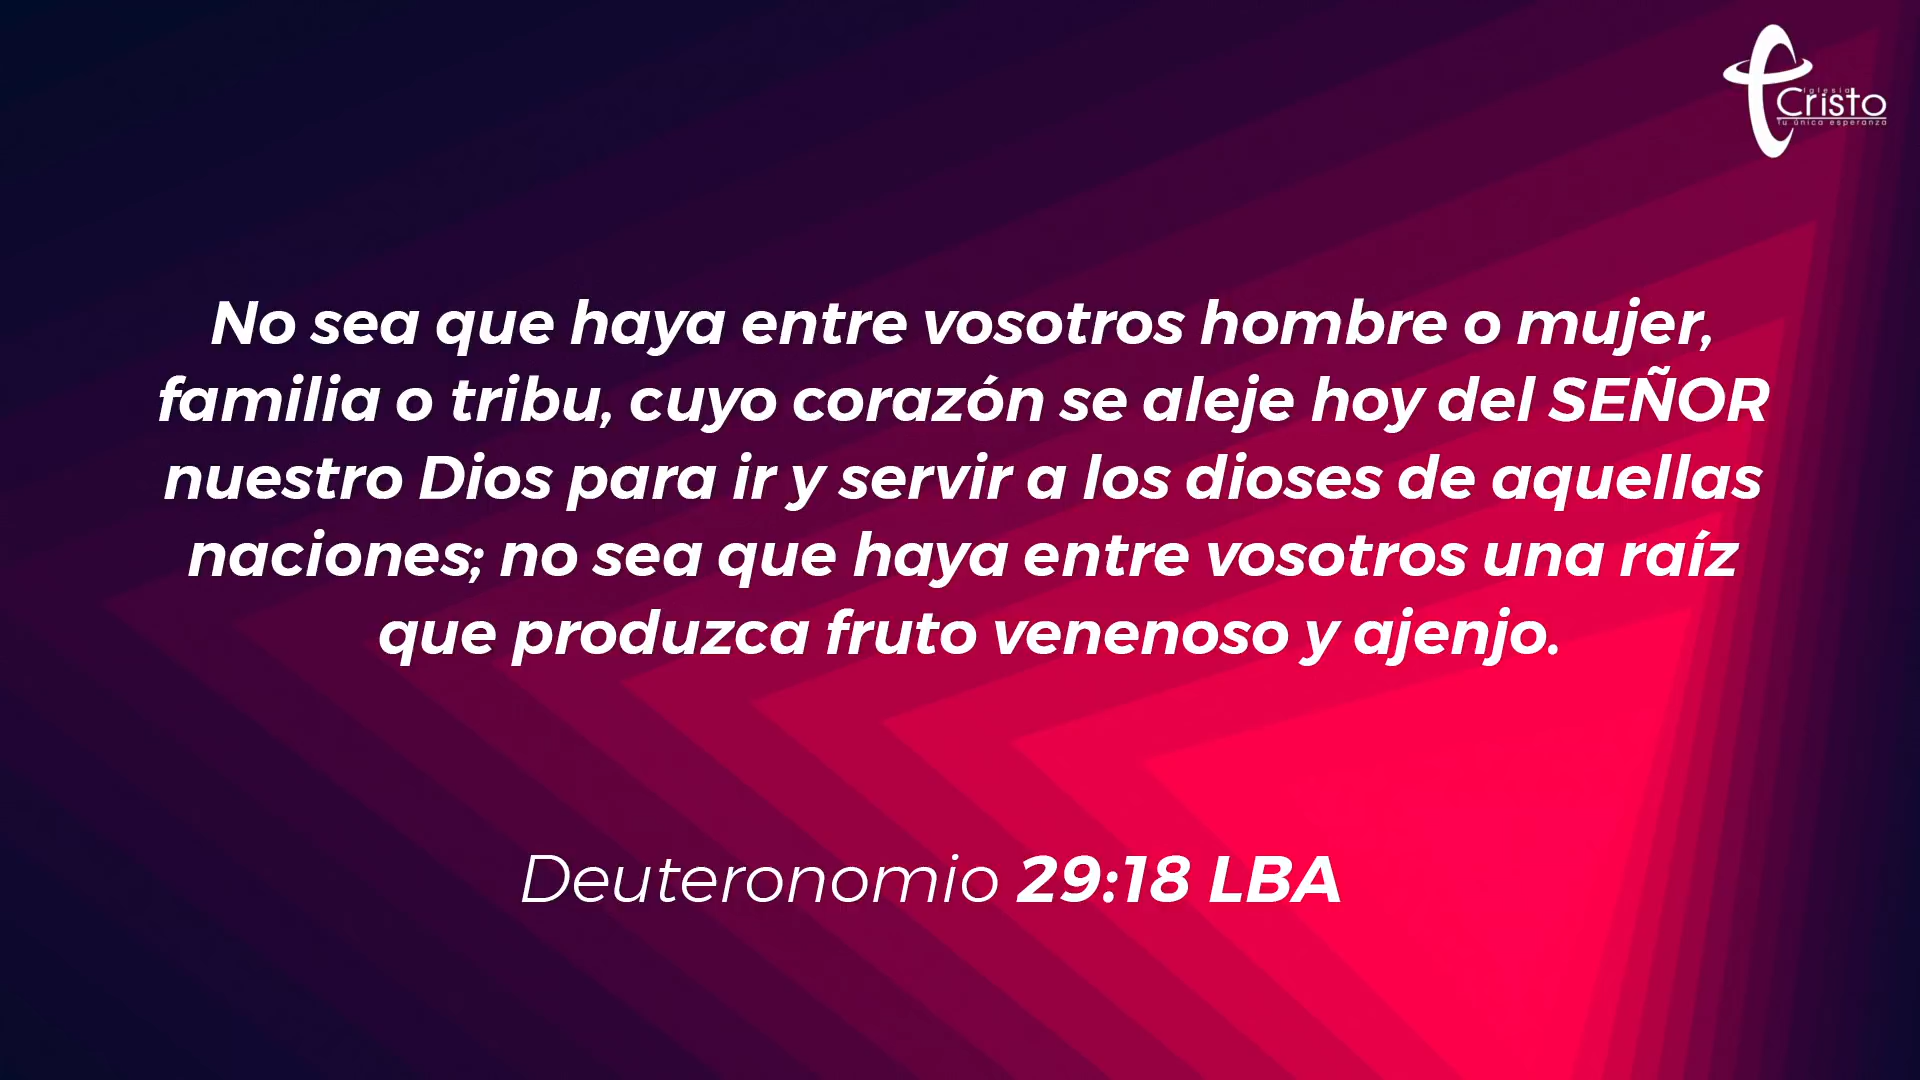 Iglesia
Cristo
Tu única esperanza
No sea que haya entre vosotros hombre o mujer,
familia o tribu, cuyo corazón se aleje hoy del SEÑOR
nuestro Dios para ir y servir a los dioses de aquellas
naciones; no sea que haya entre vosotros una raíz
que produzca fruto venenoso y ajenjo.
Deuteronomio 29:18 LBA